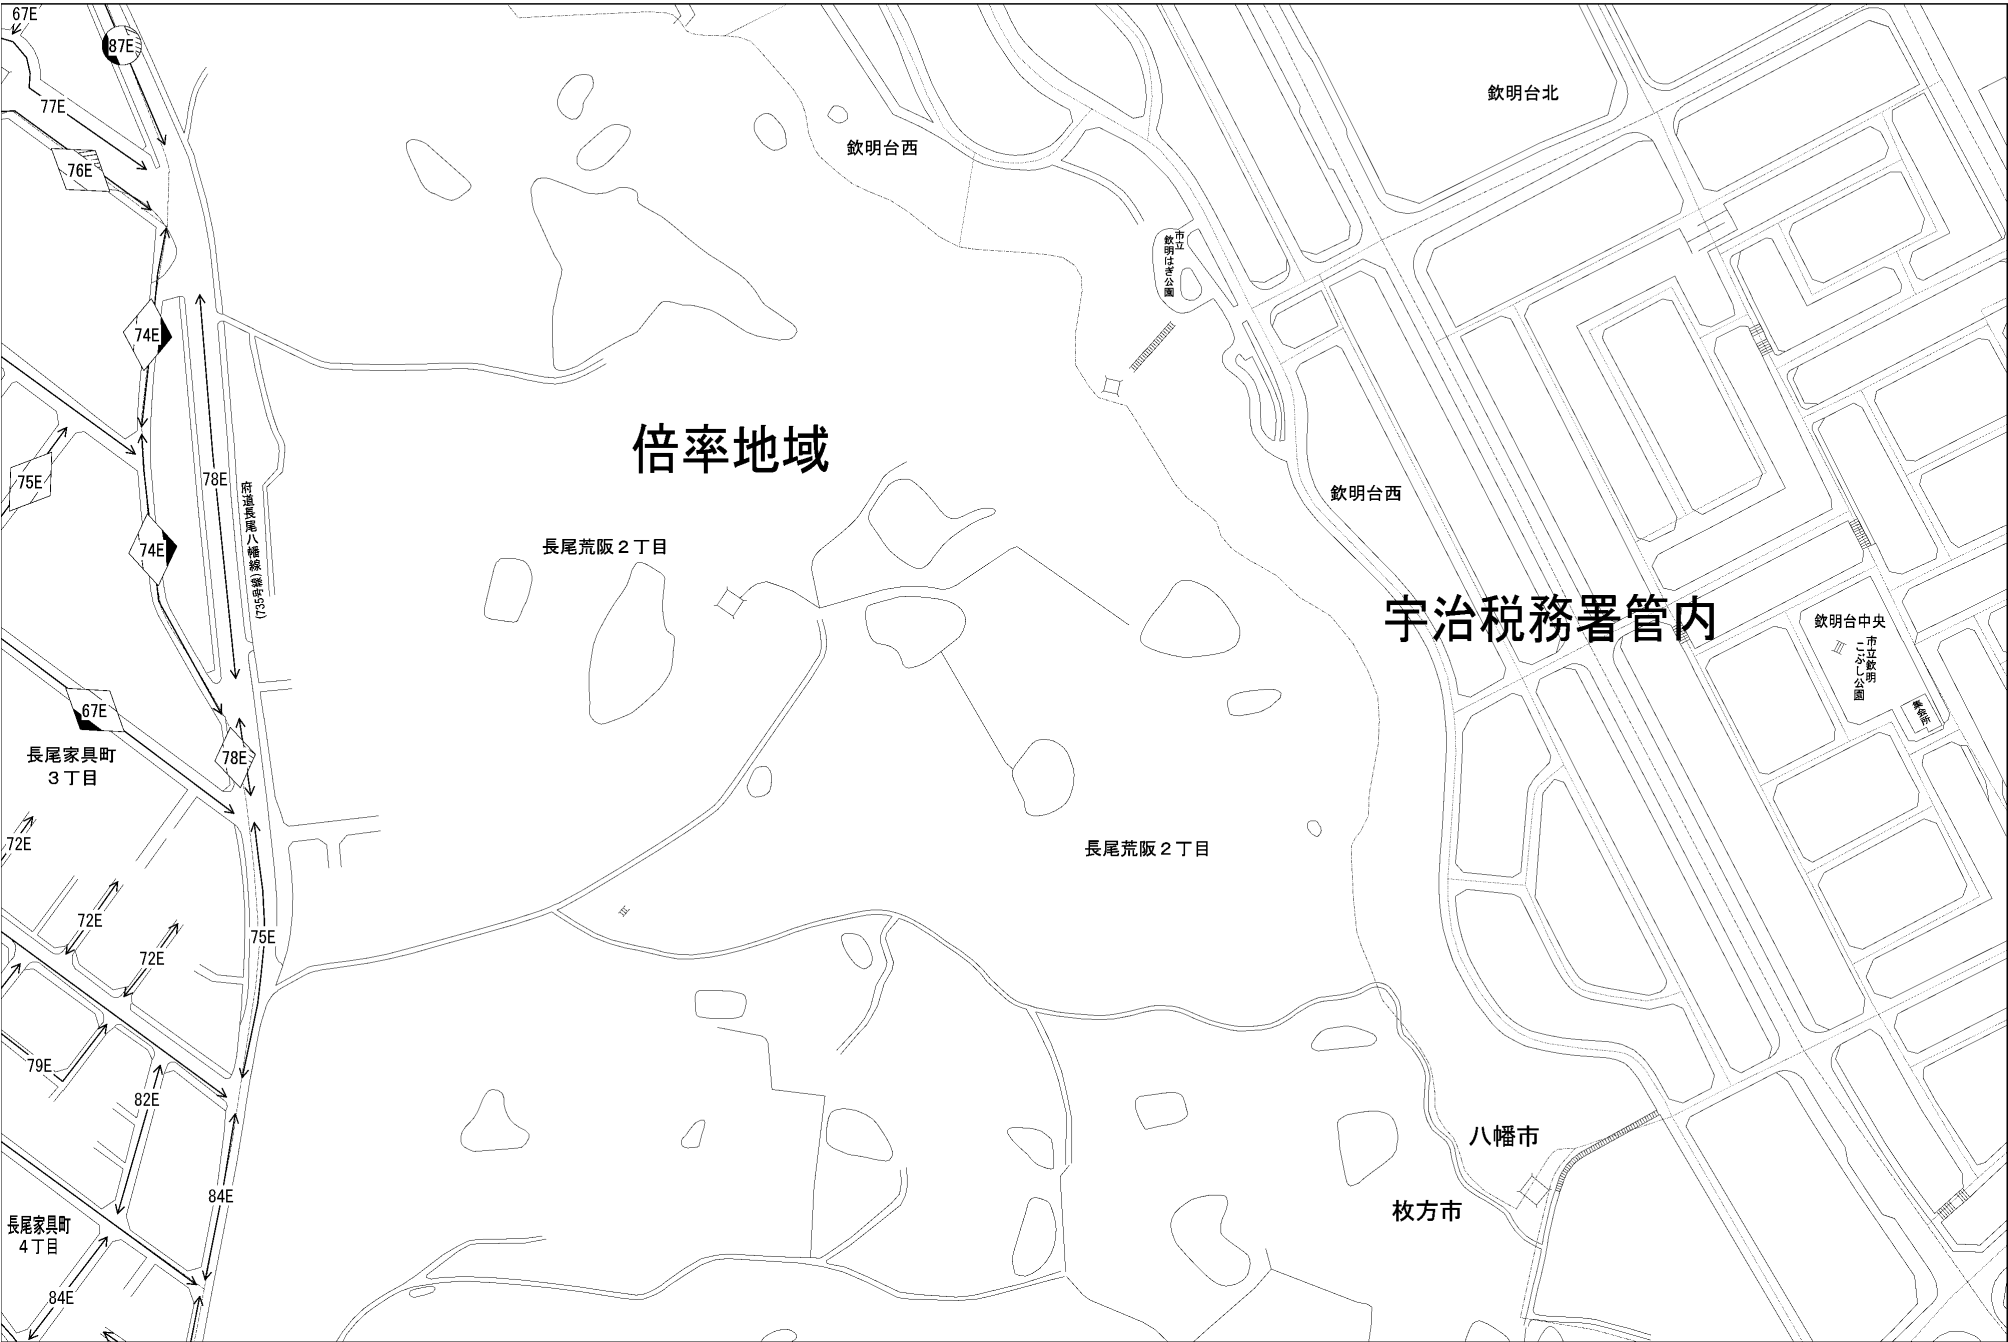 67E
87E
77E
76E
74E
75E
78E
74E
府道長尾八幡線(735号線)
67E
78E
長尾家具町
3丁目
72E
72E
72E
75E
79E
82E
84E
長尾家具町
4丁目
84E
欽明台西
欽明台北
市立
欽明はぎ公園
倍率地域
欽明台西
長尾荒阪2丁目
宇治税務署管内
欽明台中央
市立欽明
こぶし公園
集会所
長尾荒阪2丁目
八幡市
枚方市